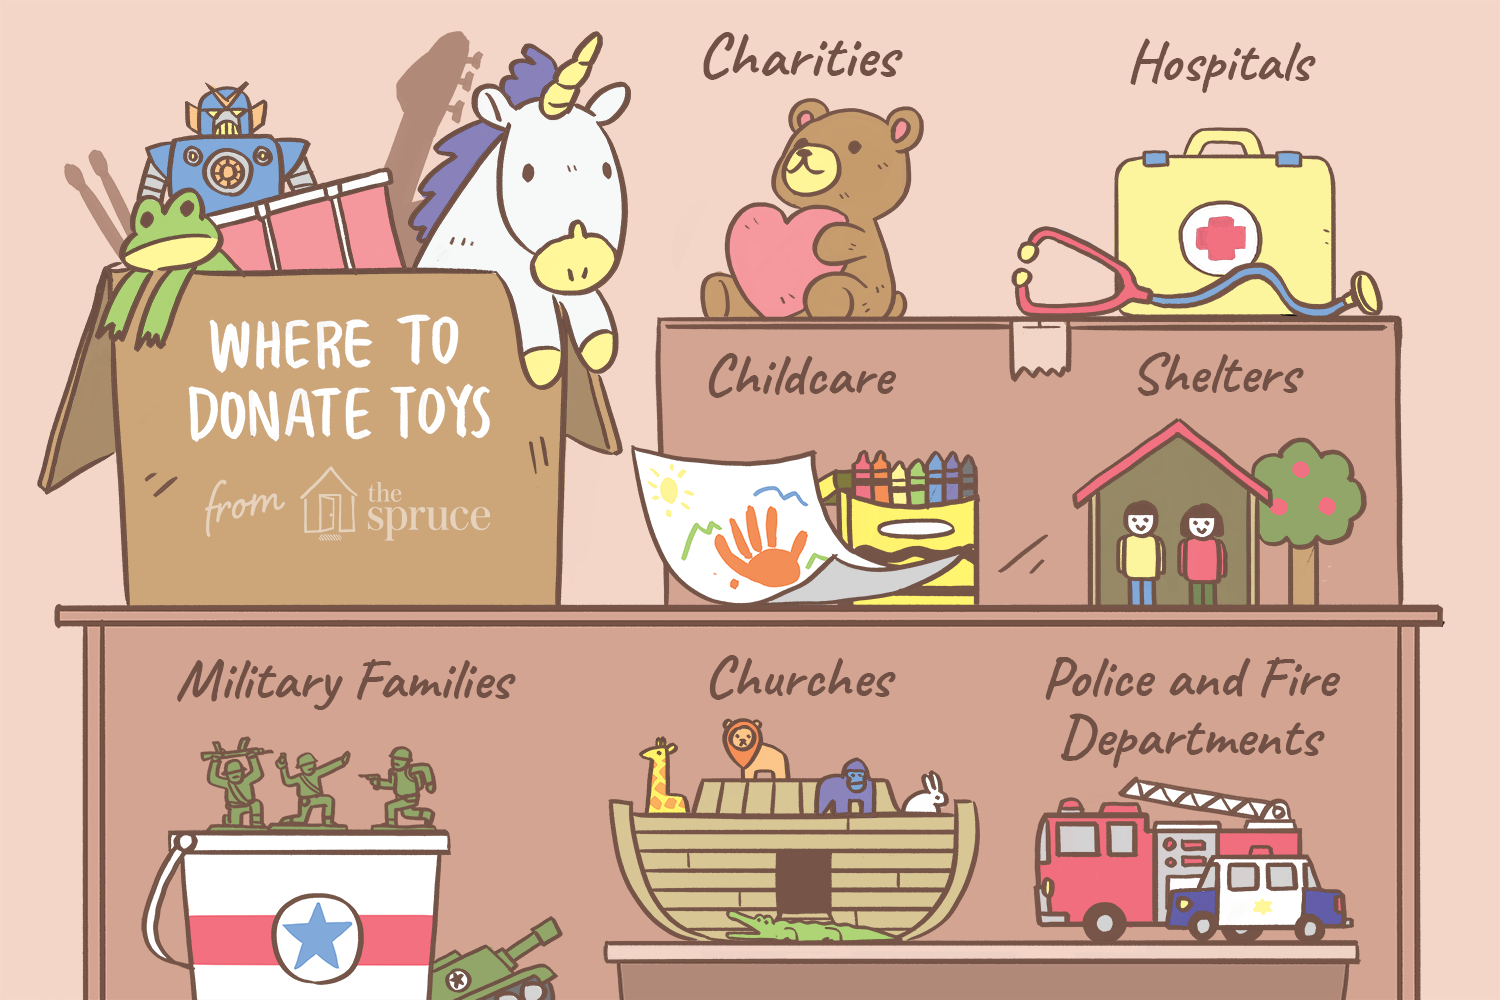 WHERE TO
DONATE TOYS
from the spruce
Charities
Hospitals
Childcare
Shelters
Military Families
Churches
Police and Fire
Departments